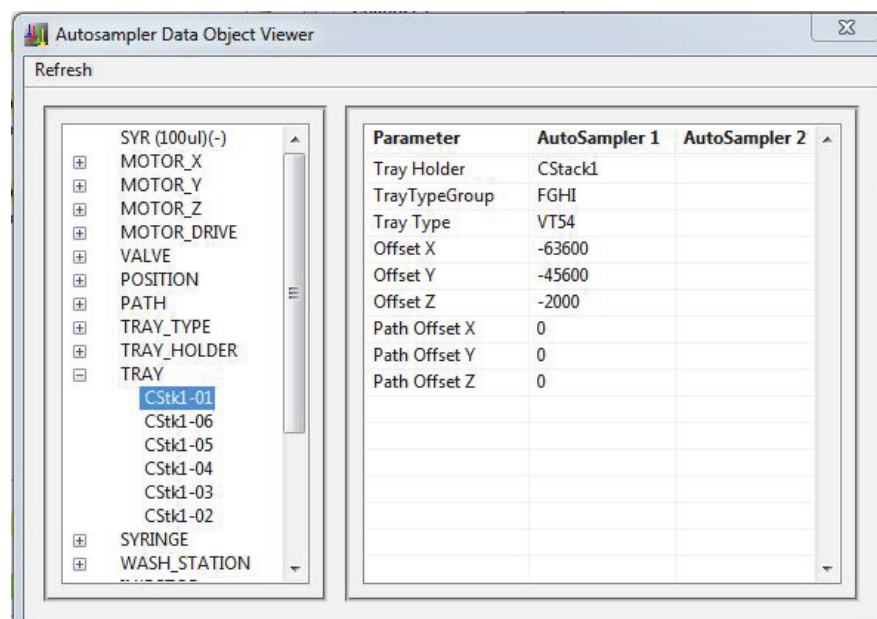 Autosampler Data Object Viewer
Refresh
SYR (100ul)(-)
MOTOR_X
MOTOR_Y
MOTOR_Z
MOTOR_DRIVE
VALVE
POSITION
PATH
TRAY_TYPE
TRAY_HOLDER
TRAY
CStk1-01
CStk1-06
CStk1-05
CStk1-04
CStk1-03
CStk1-02
SYRINGE
WASH_STATION
Parameter AutoSampler 1 AutoSampler 2
Tray Holder CStack1
TrayTypeGroup FGHI
Tray Type VT54
Offset X -63600
Offset Y -45600
Offset Z -2000
Path Offset X 0
Path Offset Y 0
Path Offset Z 0